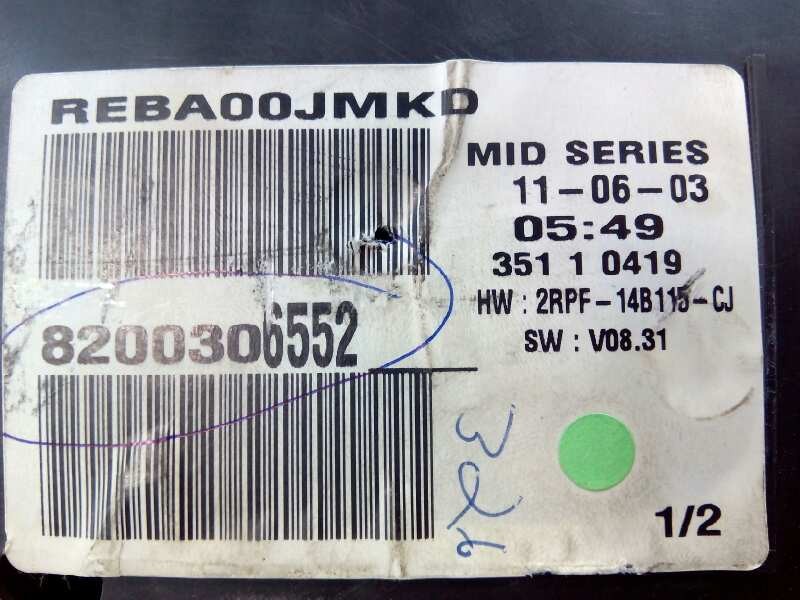 REBA00JMKD
MID SERIES
11-06-03
05:49
351 1 0419
HW : 2RPF-14B115-CJ
SW : V08.31
8200306552
326
1/2